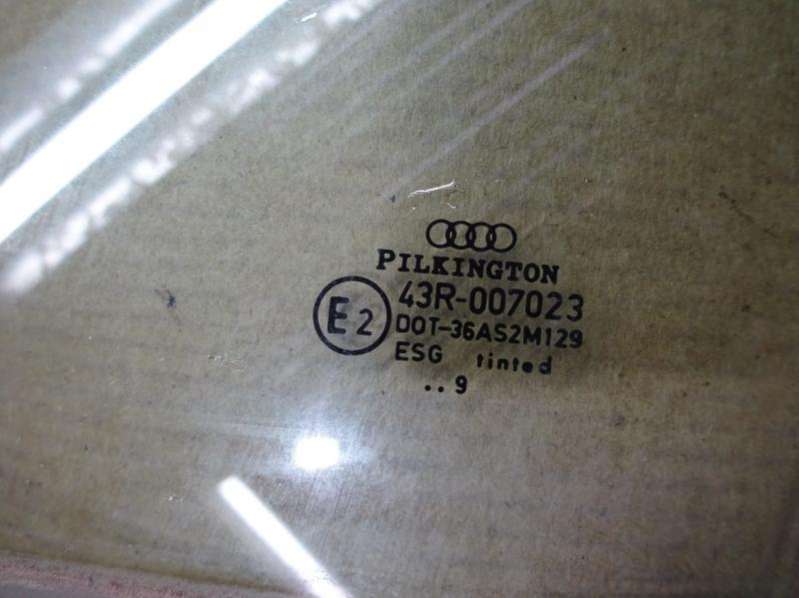 PILKINGTON
E2
43R-007023
DOT-36AS2M129
ESG tinted
..9